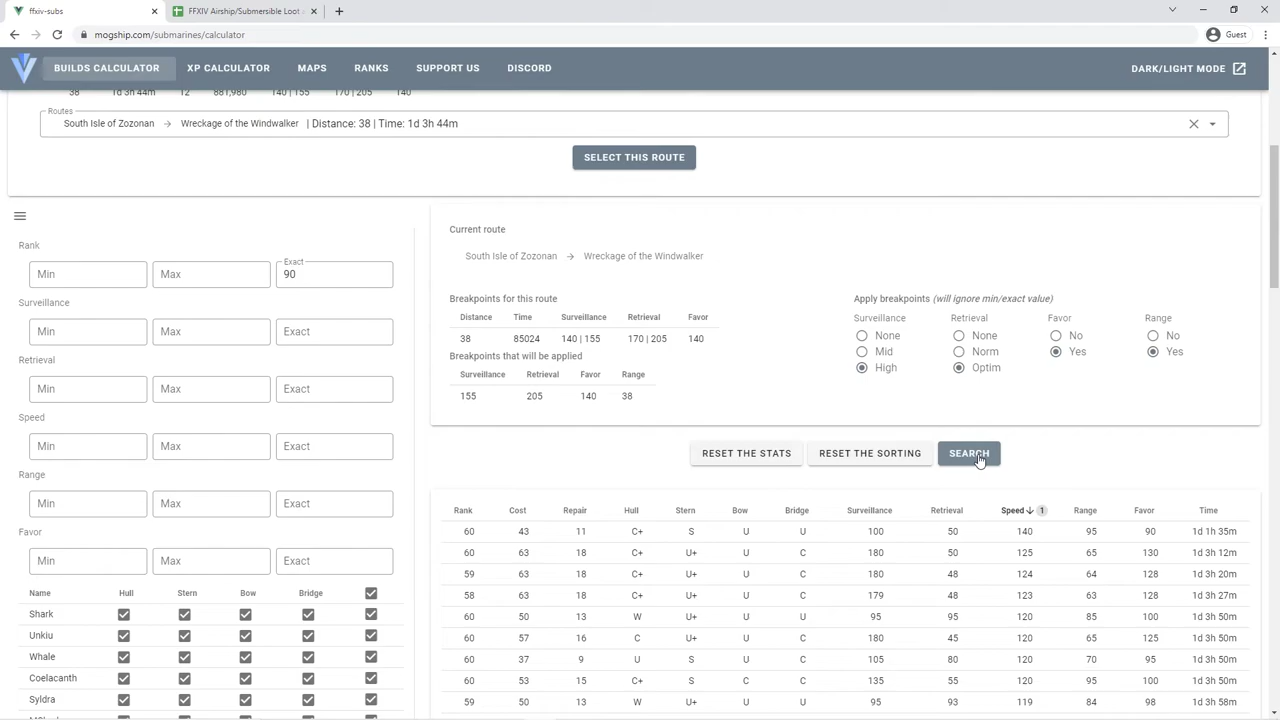 ffxiv-subs
FFXIV Airship/Submersible Loot
mogship.com/submarines/calculator
Guest
BUILDS CALCULATOR XP CALCULATOR MAPS RANKS SUPPORT US DISCORD DARK/LIGHT MODE
38 1d 3h 44m 12 881,980 140 | 155 170 | 205 140
Routes
South Isle of Zozonan → Wreckage of the Windwalker | Distance: 38 | Time: 1d 3h 44m
SELECT THIS ROUTE
Rank
Min Max Exact 90
Surveillance
Min Max Exact
Retrieval
Min Max Exact
Speed
Min Max Exact
Range
Min Max Exact
Favor
Min Max Exact
Name Hull Stern Bow Bridge
Shark
Unkiu
Whale
Coelacanth
Syldra
Current route
South Isle of Zozonan → Wreckage of the Windwalker
Breakpoints for this route
Distance Time Surveillance Retrieval Favor
38 85024 140 | 155 170 | 205 140
Breakpoints that will be applied
Surveillance Retrieval Favor Range
155 205 140 38
Apply breakpoints (will ignore min/exact value)
Surveillance Retrieval Favor Range
None None No No
Mid Norm Yes Yes
High Optim
RESET THE STATS RESET THE SORTING SEARCH
Rank Cost Repair Hull Stern Bow Bridge Surveillance Retrieval Speed ↓ 1 Range Favor Time
60 43 11 C+ S U U 100 50 140 95 90 1d 1h 35m
60 63 18 C+ U+ U C 180 50 125 65 130 1d 3h 12m
59 63 18 C+ U+ U C 180 48 124 64 128 1d 3h 20m
58 63 18 C+ U+ U C 179 48 123 63 128 1d 3h 27m
60 50 13 W U+ U U 95 95 120 85 100 1d 3h 50m
60 57 16 C U+ U C 180 45 120 65 125 1d 3h 50m
60 37 9 U S U C 105 80 120 70 95 1d 3h 50m
60 53 15 C+ S C C 135 55 120 95 100 1d 3h 50m
59 50 13 W U+ U U 95 93 119 84 98 1d 3h 58m